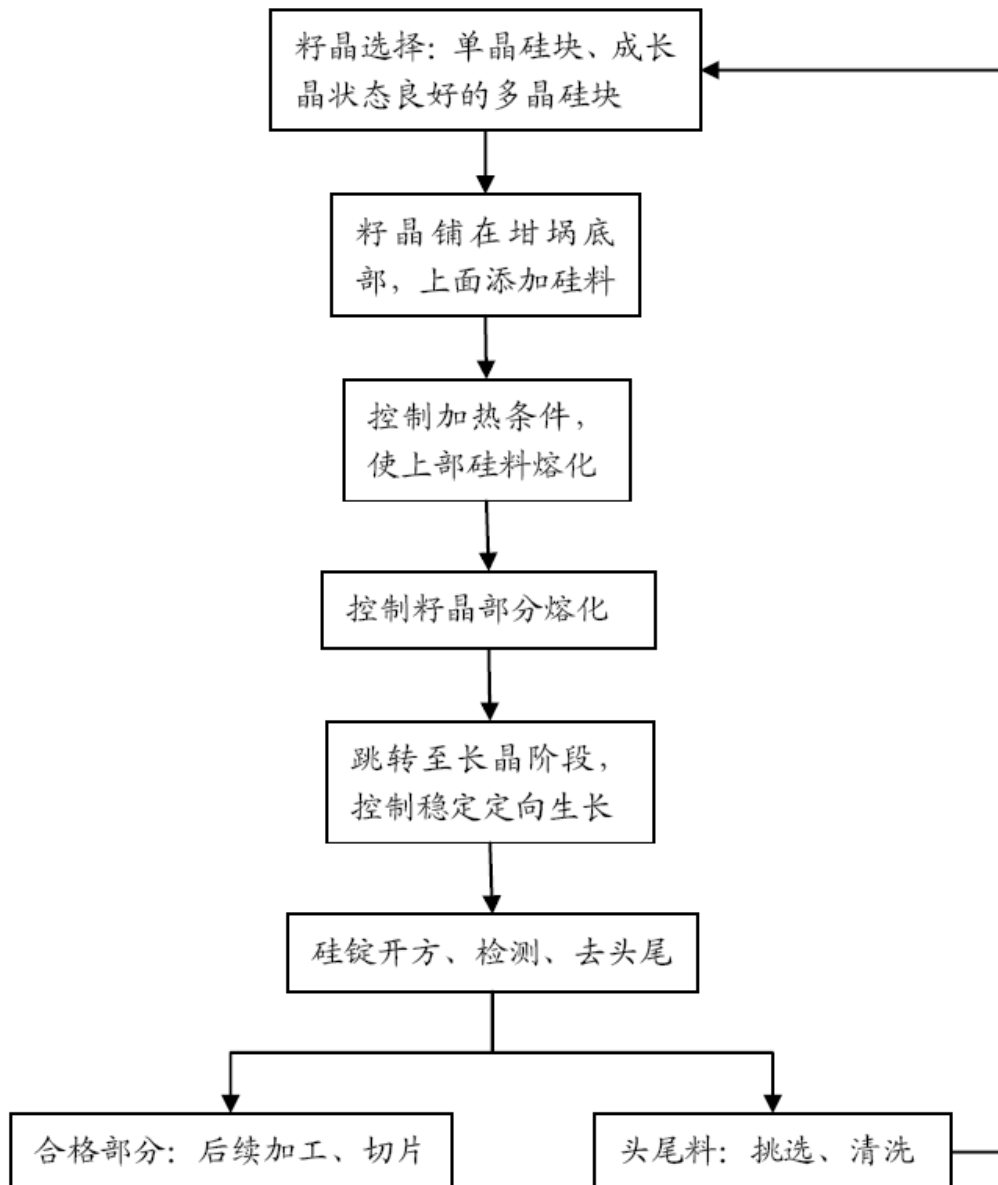 籽晶选择：单晶硅块、成长
晶状态良好的多晶硅块
籽晶铺在坩埚底
部，上面添加硅料
控制加热条件，
使上部硅料熔化
控制籽晶部分熔化
跳转至长晶阶段，
控制稳定定向生长
硅锭开方、检测、去头尾
合格部分：后续加工、切片
头尾料：挑选、清洗